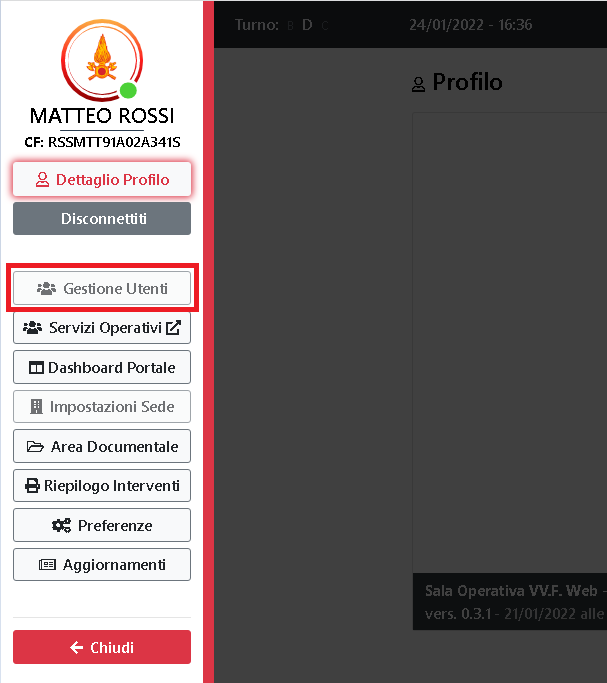 MATTEO ROSSI
CF: RSSMTT91A02A341S
Dettaglio Profilo
Disconnettiti
Gestione Utenti
Servizi Operativi
Dashboard Portale
Impostazioni Sede
Area Documentale
Riepilogo Interventi
Preferenze
Aggiornamenti
Chiudi
Turno: B D C
24/01/2022 - 16:36
Profilo
Sala Operativa VV.F. Web -
vers. 0.3.1 - 21/01/2022 alle